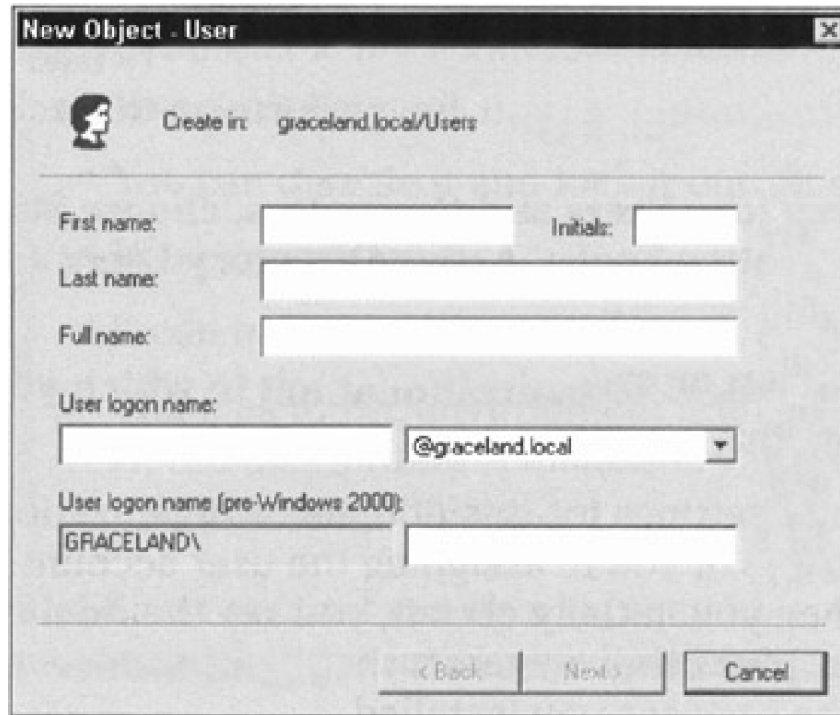 New Object - User
Create in: graceland.local/Users
First name:
Initials:
Last name:
Full name:
User logon name:
@graceland.local
User logon name (pre-Windows 2000):
GRACELAND\
< Back
Next >
Cancel